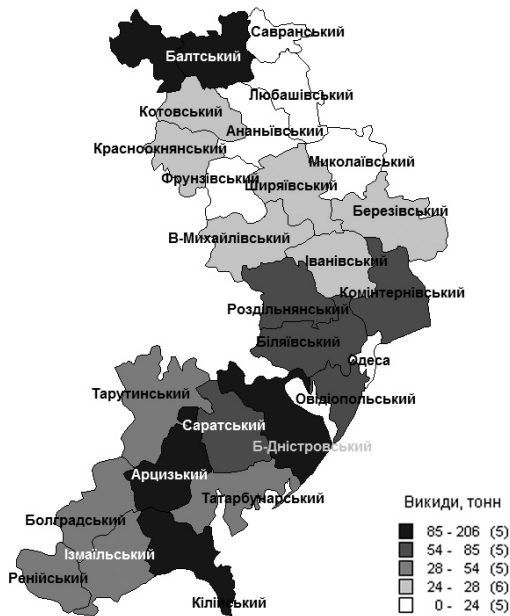 Савранський
Балтський
Любашівський
Котовський
Ананьївський
Красноокнянський
Миколаївський
Фрунзівський
Ширяївський
Березівський
В-Михайлівський
Іванівський
Комінтернівський
Роздільнянський
Біляївський
Одеса
Тарутинський
Овідіопольський
Саратський
Б-Дністровський
Арцизький
Татарбунарський
Болградський
Ізмаїльський
Ренійський
Кілінський
Викиди, тонн
85 - 206 (5)
54 - 85 (5)
28 - 54 (5)
24 - 28 (6)
0 - 24 (5)